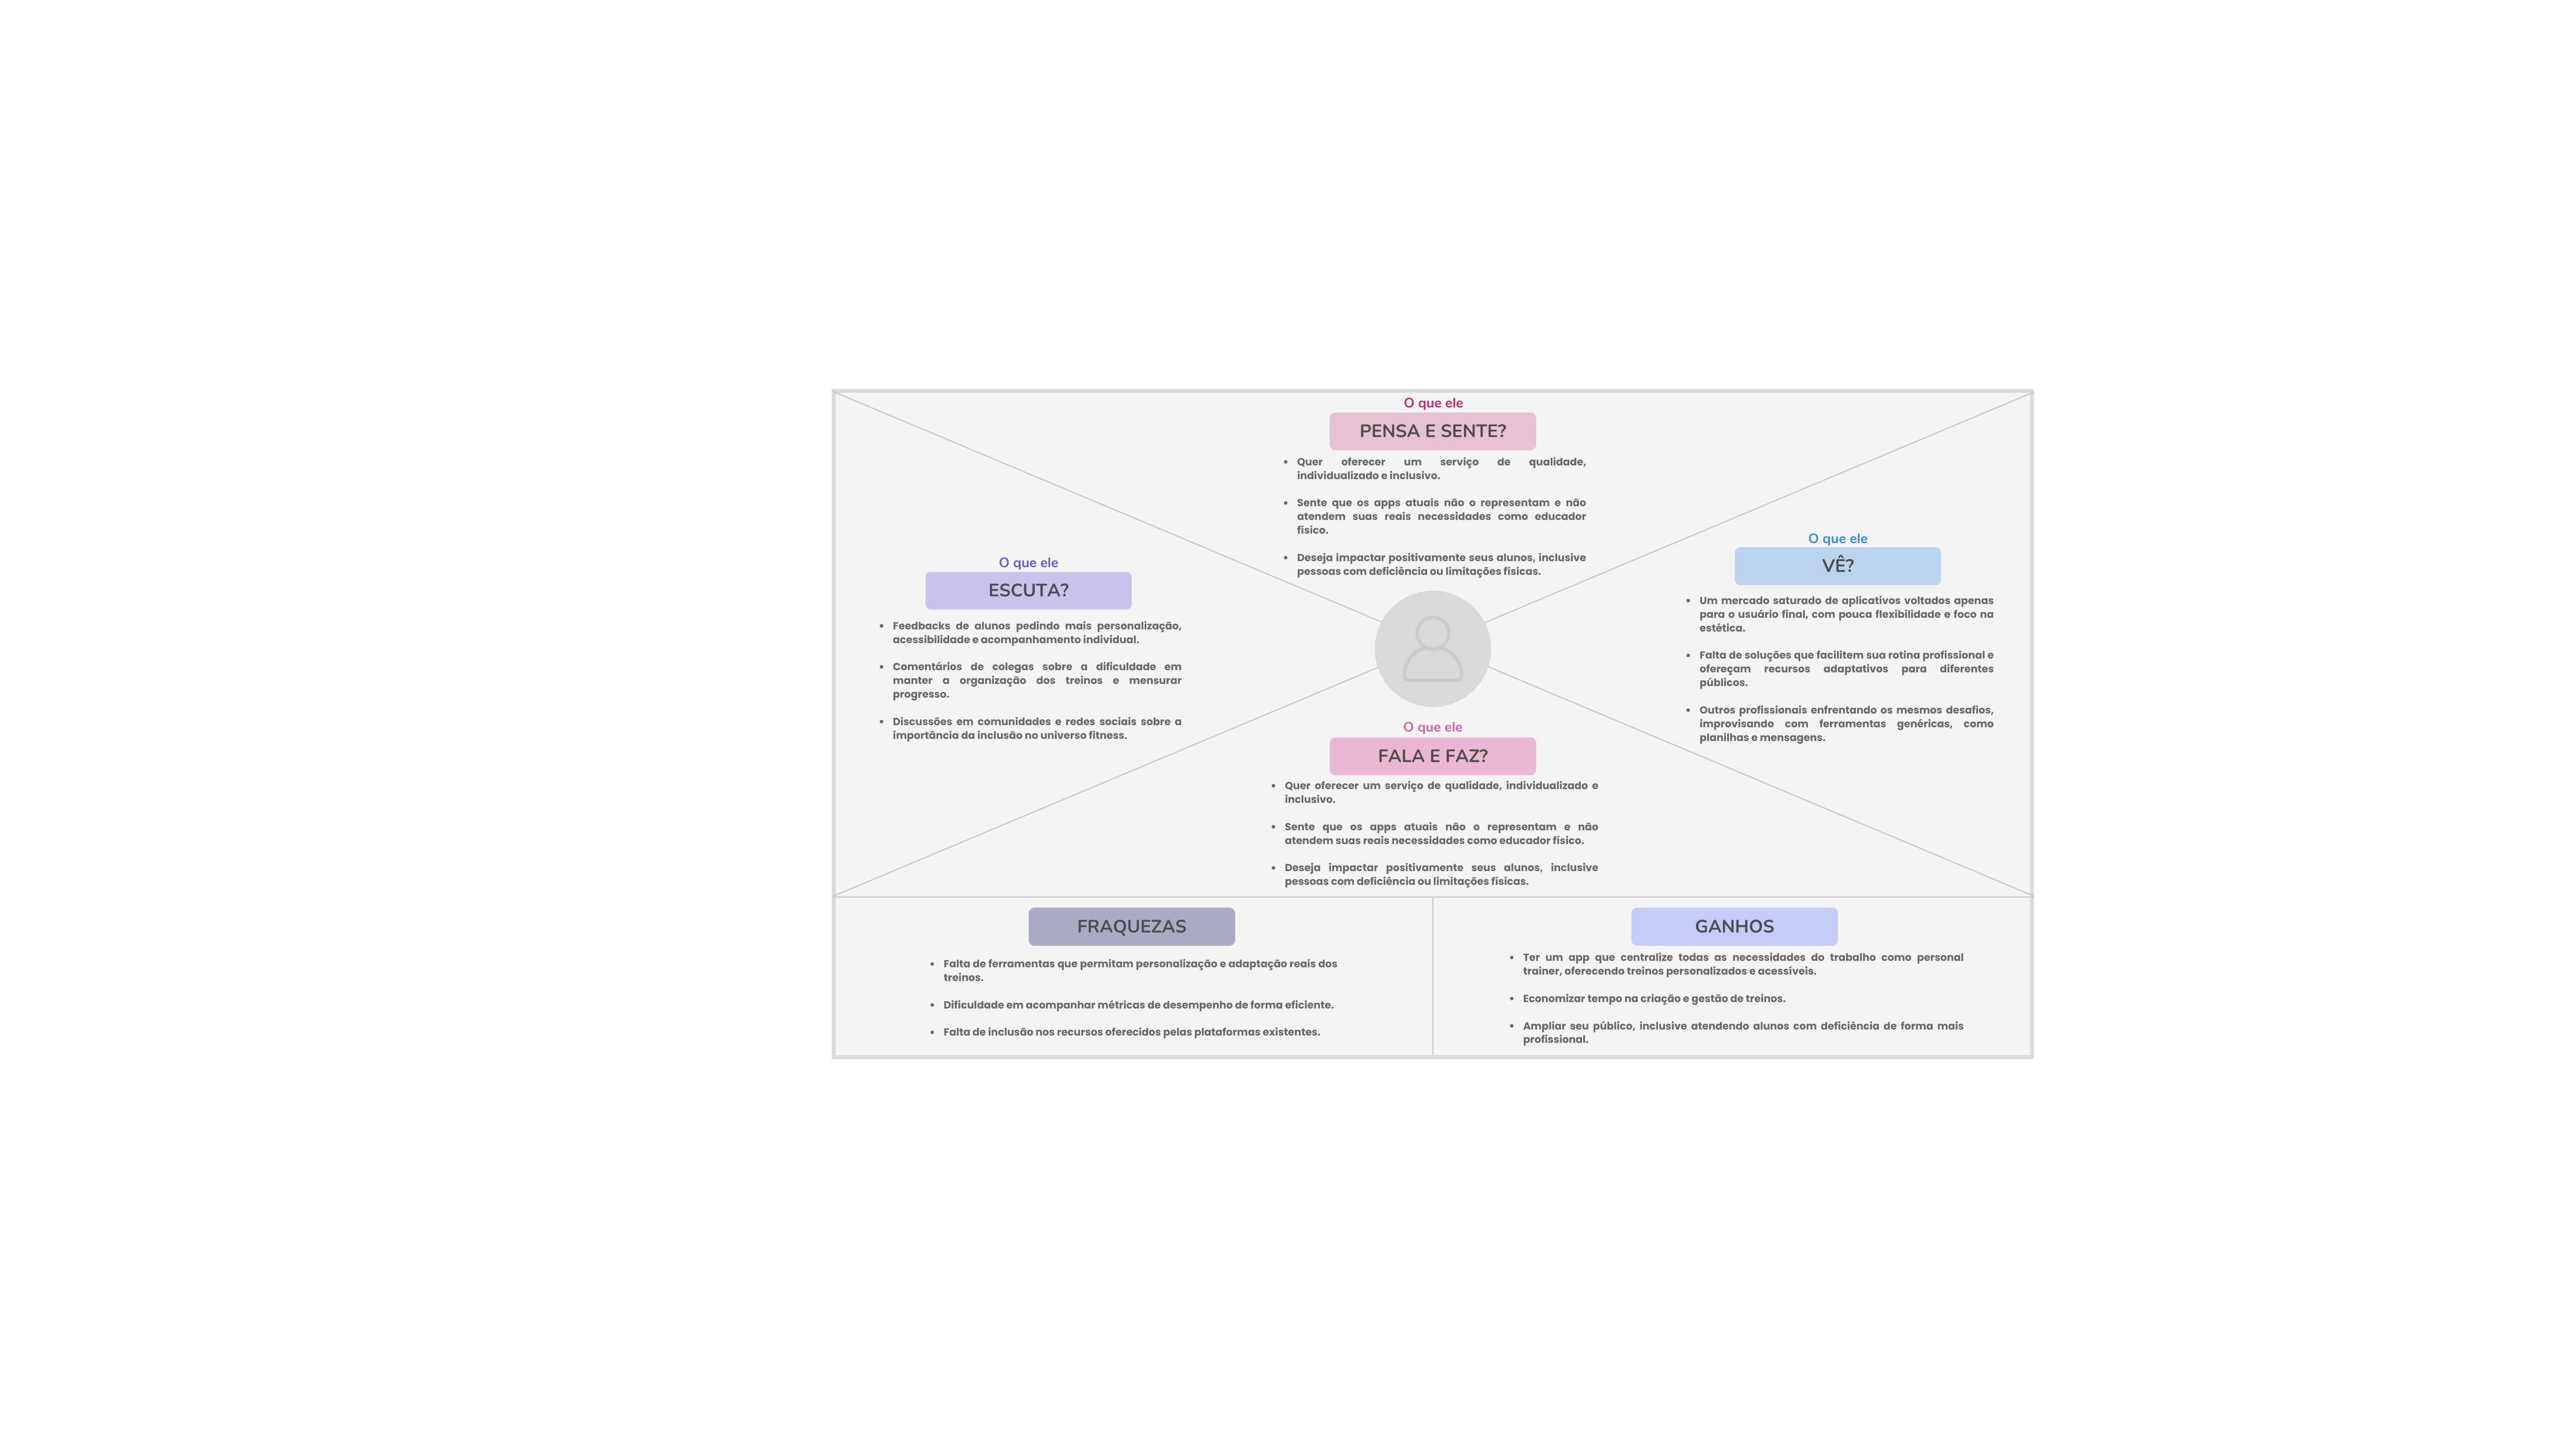 O que ele
PENSA E SENTE?
• Quer oferecer um serviço de qualidade,
individualizado e inclusivo.
• Sente que os apps atuais não o representam e não
atendem suas reais necessidades como educador
físico.
• Deseja impactar positivamente seus alunos, inclusive
pessoas com deficiência ou limitações físicas.
O que ele
ESCUTA?
• Feedbacks de alunos pedindo mais personalização,
acessibilidade e acompanhamento individual.
• Comentários de colegas sobre a dificuldade em
manter a organização dos treinos e mensurar
progresso.
• Discussões em comunidades e redes sociais sobre a
importância da inclusão no universo fitness.
O que ele
VÊ?
• Um mercado saturado de aplicativos voltados apenas
para o usuário final, com pouca flexibilidade e foco na
estética.
• Falta de soluções que facilitem sua rotina profissional e
ofereçam recursos adaptativos para diferentes
públicos.
• Outros profissionais enfrentando os mesmos desafios,
improvisando com ferramentas genéricas, como
planilhas e mensagens.
O que ele
FALA E FAZ?
• Quer oferecer um serviço de qualidade, individualizado e
inclusivo.
• Sente que os apps atuais não o representam e não
atendem suas reais necessidades como educador físico.
• Deseja impactar positivamente seus alunos, inclusive
pessoas com deficiência ou limitações físicas.
FRAQUEZAS
• Falta de ferramentas que permitam personalização e adaptação reais dos
treinos.
• Dificuldade em acompanhar métricas de desempenho de forma eficiente.
• Falta de inclusão nos recursos oferecidos pelas plataformas existentes.
GANHOS
• Ter um app que centralize todas as necessidades do trabalho como personal
trainer, oferecendo treinos personalizados e acessíveis.
• Economizar tempo na criação e gestão de treinos.
• Ampliar seu público, inclusive atendendo alunos com deficiência de forma mais
profissional.